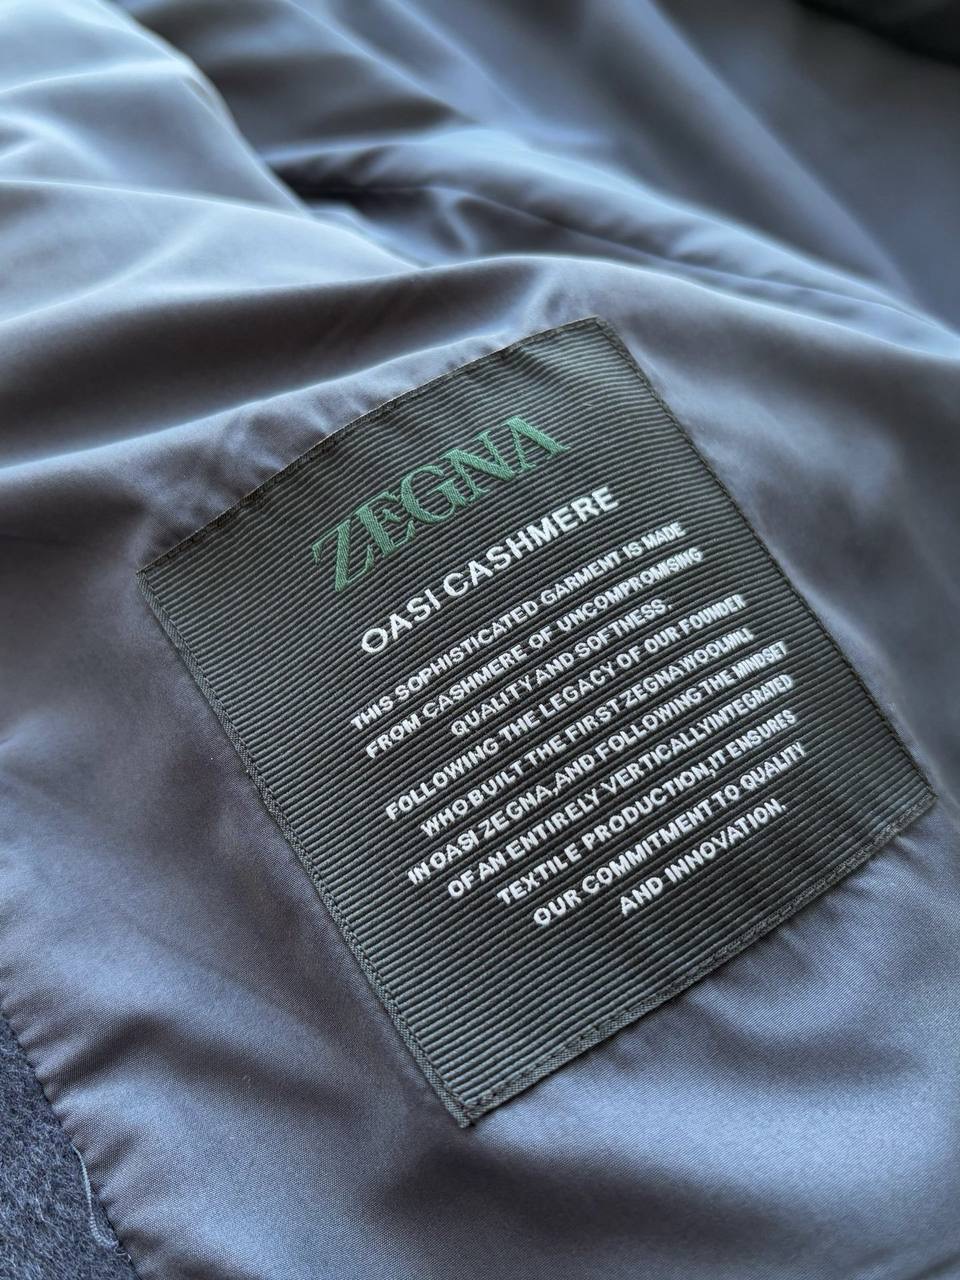 ZEGNA
OASI CASHMERE
THIS SOPHISTICATED GARMENT IS MADE
FROM CASHMERE OF UNCOMPROMISING
QUALITY AND SOFTNESS.
FOLLOWING THE LEGACY OF OUR FOUNDER
WHO BUILT THE FIRST ZEGNA WOOLMILL
IN OASI ZEGNA, AND FOLLOWING THE MINDSET
OF AN ENTIRELY VERTICALLY INTEGRATED
TEXTILE PRODUCTION, IT ENSURES
OUR COMMITMENT TO QUALITY
AND INNOVATION.